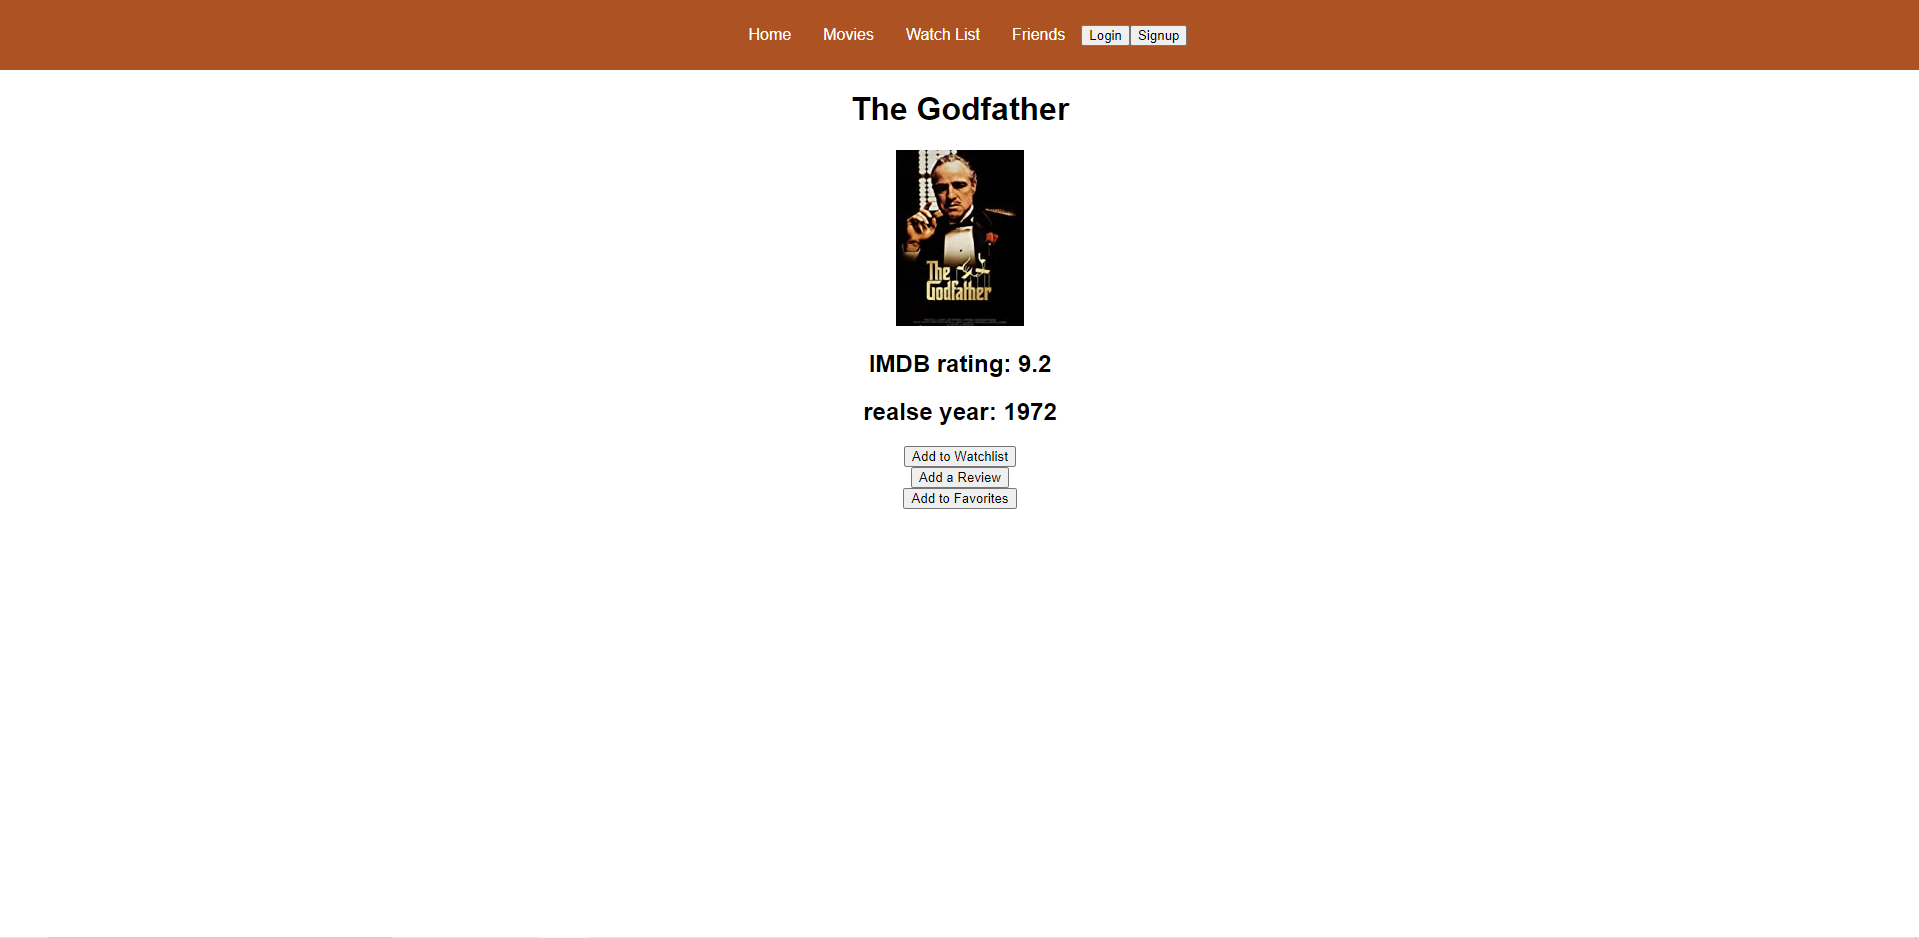 Home Movies Watch List Friends Login Signup
The Godfather
The
Godfather
IMDB rating: 9.2
realse year: 1972
Add to Watchlist
Add a Review
Add to Favorites